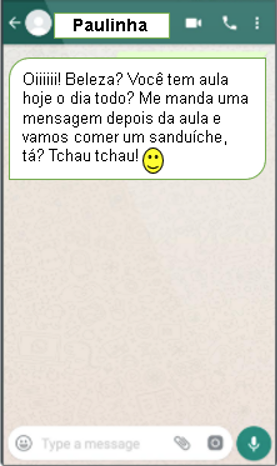 Paulinha
Oiiiiii! Beleza? Você tem aula
hoje o dia todo? Me manda uma
mensagem depois da aula e
vamos comer um sanduíche,
tá? Tchau tchau!
Type a message